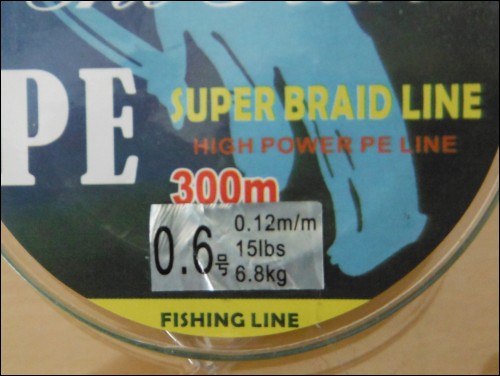 PE
SUPER BRAID LINE
HIGH POWER PE LINE
300m
0.6号
0.12m/m
15lbs
6.8kg
FISHING LINE